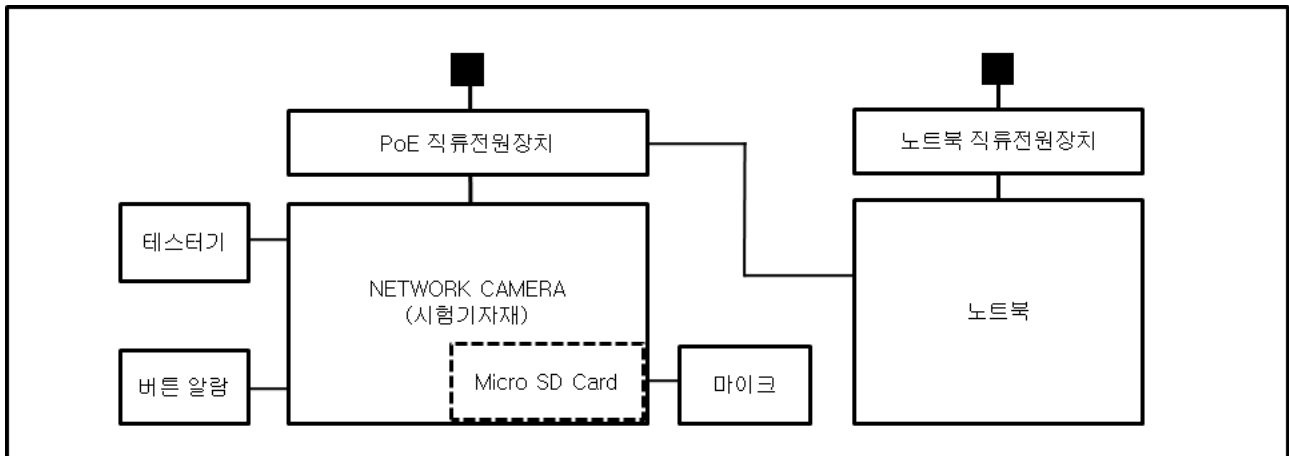 PoE 직류전원장치
노트북 직류전원장치
테스터기
NETWORK CAMERA
(시험기자재)
노트북
버튼 알람
Micro SD Card
마이크